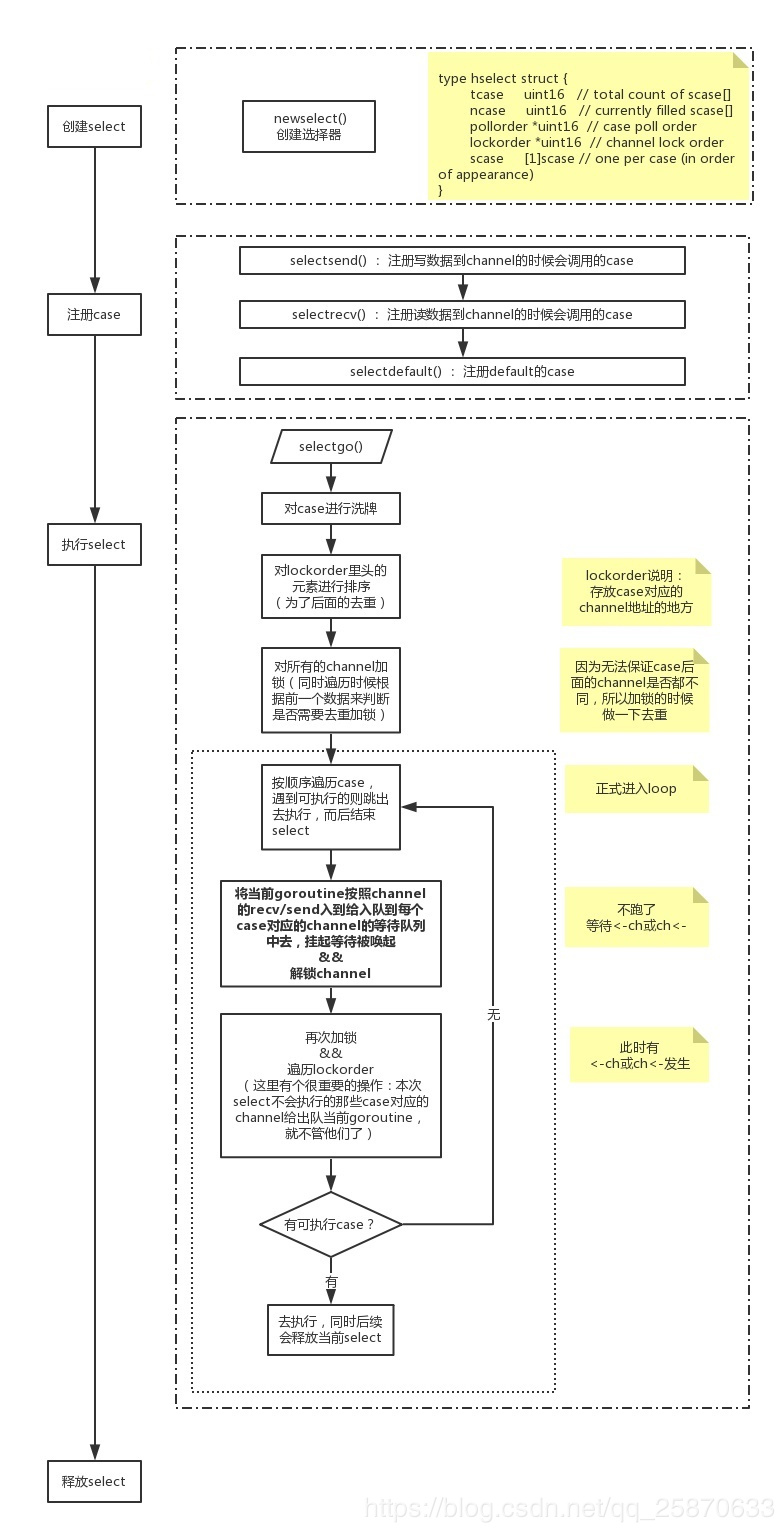 创建select
newselect()
创建选择器
type hselect struct {
tcase uint16 // total count of scase[]
ncase uint16 // currently filled scase[]
pollorder *uint16 // case poll order
lockorder *uint16 // channel lock order
scase [1]scase // one per case (in order
of appearance)
}
注册case
selectsend() ： 注册写数据到channel的时候会调用的case
selectrecv() ： 注册读数据到channel的时候会调用的case
selectdefault() ： 注册default的case
执行select
selectgo()
对case进行洗牌
对lockorder里头的
元素进行排序
（为了后面的去重）
lockorder说明：
存放case对应的
channel地址的地方
对所有的channel加
锁（同时遍历时候根
据前一个数据来判断
是否需要去重加锁）
因为无法保证case后
面的channel是否都不
同，所以加锁的时候
做一下去重
按顺序遍历case，
遇到可执行的则跳出
去执行，而后结束
select
正式进入loop
将当前goroutine按照channel
的recv/send入到给入队到每个
case对应的channel的等待队列
中去，挂起等待被唤起
&&
解锁channel
不跑了
等待<-ch或ch<-
无
再次加锁
&&
遍历lockorder
（这里有个很重要的操作：本次
select不会执行的那些case对应的
channel给出队当前goroutine，
就不管他们了）
此时有
<-ch或ch<-发生
有可执行case？
有
去执行，同时后续
会释放当前select
释放select
https://blog.csdn.net/qq_25870633